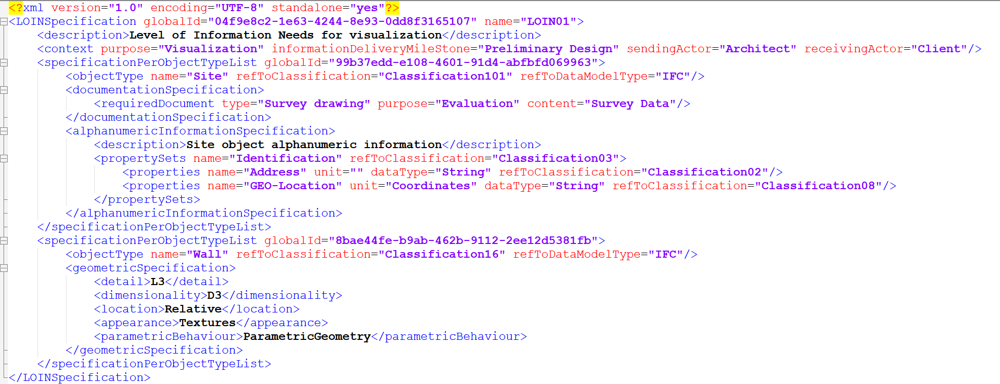 <?xml version="1.0" encoding="UTF-8" standalone="yes"?>
<LOINSpecification globalId="04f9e8c2-1e63-4244-8e93-0dd8f3165107" name="LOIN01">
    <description>Level of Information Needs for visualization</description>
    <context purpose="Visualization" informationDeliveryMileStone="Preliminary Design" sendingActor="Architect" receivingActor="Client"/>
    <specificationPerObjectTypeList globalId="99b37edd-e108-4601-91d4-abfbfd069963">
        <objectType name="Site" refToClassification="Classification101" refToDataModelType="IFC"/>
        <documentationSpecification>
            <requiredDocument type="Survey drawing" purpose="Evaluation" content="Survey Data"/>
        </documentationSpecification>
        <alphanumericInformationSpecification>
            <description>Site object alphanumeric information</description>
            <propertySets name="Identification" refToClassification="Classification03">
                <properties name="Address" unit="" dataType="String" refToClassification="Classification02"/>
                <properties name="GEO-Location" unit="Coordinates" dataType="String" refToClassification="Classification08"/>
            </propertySets>
        </alphanumericInformationSpecification>
    </specificationPerObjectTypeList>
    <specificationPerObjectTypeList globalId="8bae44fe-b9ab-462b-9112-2ee12d5381fb">
        <objectType name="Wall" refToClassification="Classification16" refToDataModelType="IFC"/>
        <geometricSpecification>
            <detail>L3</detail>
            <dimensionality>D3</dimensionality>
            <location>Relative</location>
            <appearance>Textures</appearance>
            <parametricBehaviour>ParametricGeometry</parametricBehaviour>
        </geometricSpecification>
    </specificationPerObjectTypeList>
</LOINSpecification>